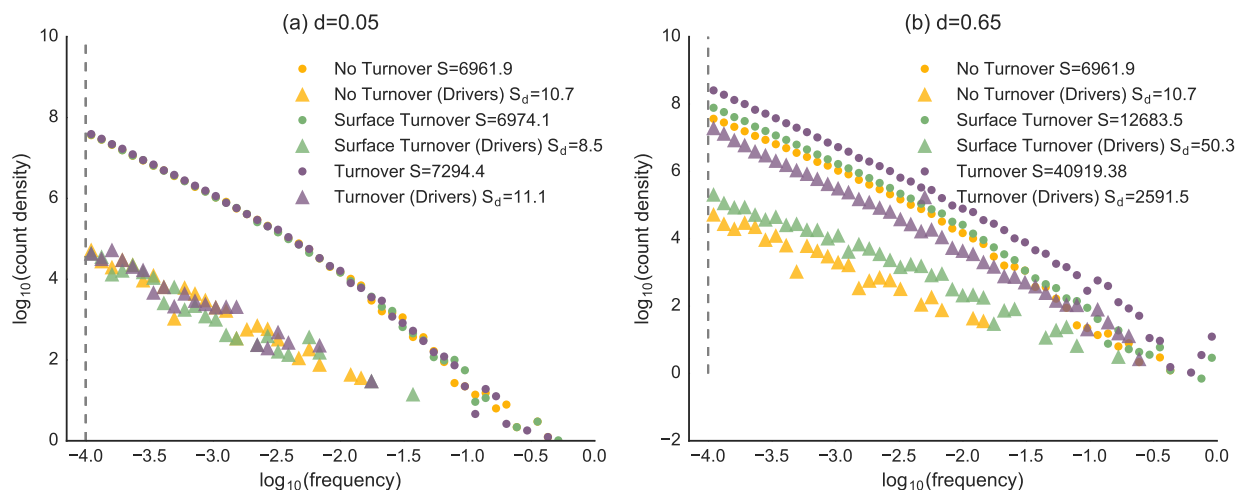 (a) d=0.05
10
8
6
4
2
0
log10(count density)
−4.0 −3.5 −3.0 −2.5 −2.0 −1.5 −1.0 −0.5 0.0
log10(frequency)
No Turnover S=6961.9
No Turnover (Drivers) Sd=10.7
Surface Turnover S=6974.1
Surface Turnover (Drivers) Sd=8.5
Turnover S=7294.4
Turnover (Drivers) Sd=11.1
(b) d=0.65
10
8
6
4
2
0
−2
log10(count density)
−4.0 −3.5 −3.0 −2.5 −2.0 −1.5 −1.0 −0.5 0.0
log10(frequency)
No Turnover S=6961.9
No Turnover (Drivers) Sd=10.7
Surface Turnover S=12683.5
Surface Turnover (Drivers) Sd=50.3
Turnover S=40919.38
Turnover (Drivers) Sd=2591.5